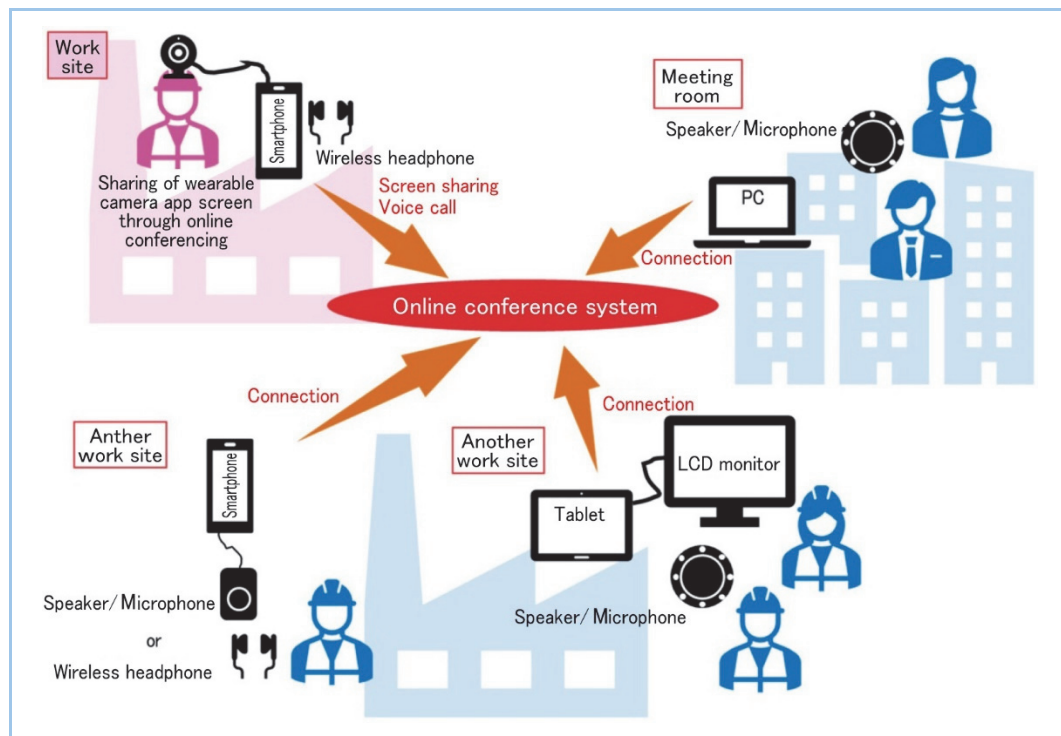 Work
site
Smartphone
Wireless headphone
Sharing of wearable
camera app screen
through online
conferencing
Screen sharing
Voice call
Meeting
room
Speaker/Microphone
PC
Connection
Online conference system
Connection
Anther
work site
Smartphone
Speaker/Microphone
or
Wireless headphone
Connection
Another
work site
LCD monitor
Tablet
Speaker/Microphone